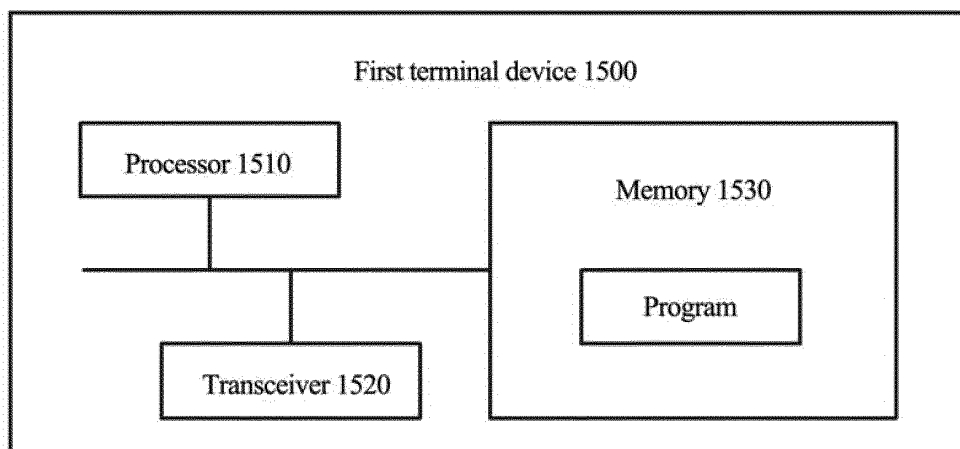 First terminal device 1500
Processor 1510
Memory 1530
Program
Transceiver 1520